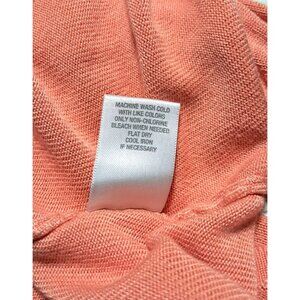 MACHINE WASH COLD
WITH LIKE COLORS
ONLY NON-CHLORINE
BLEACH WHEN NEEDED
FLAT DRY
COOL IRON
IF NECESSARY